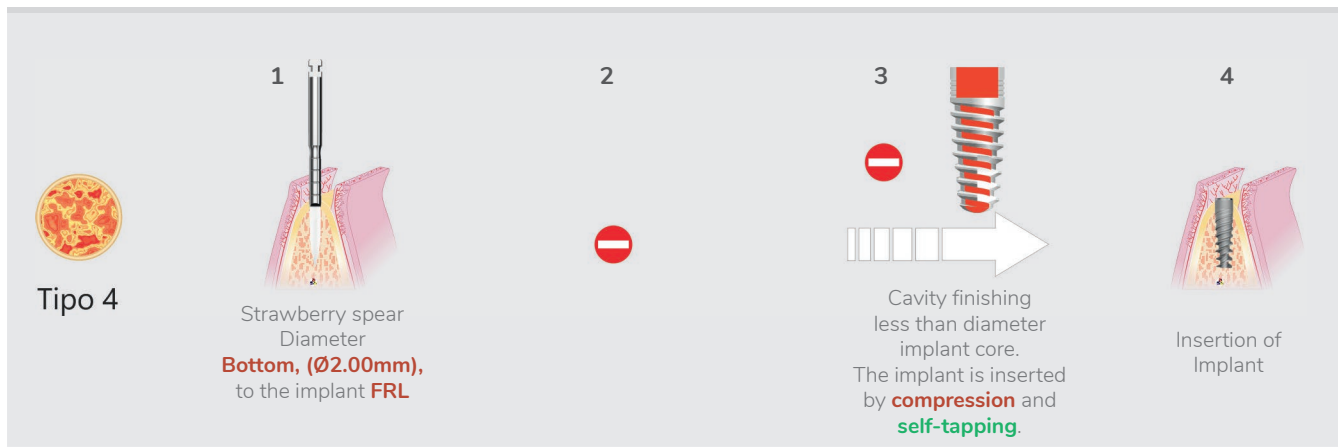 1
2
3
4
Tipo 4
Strawberry spear
Diameter
Bottom, (Ø2.00mm),
to the implant FRL
Cavity finishing
less than diameter
implant core.
The implant is inserted
by compression and
self-tapping.
Insertion of
Implant